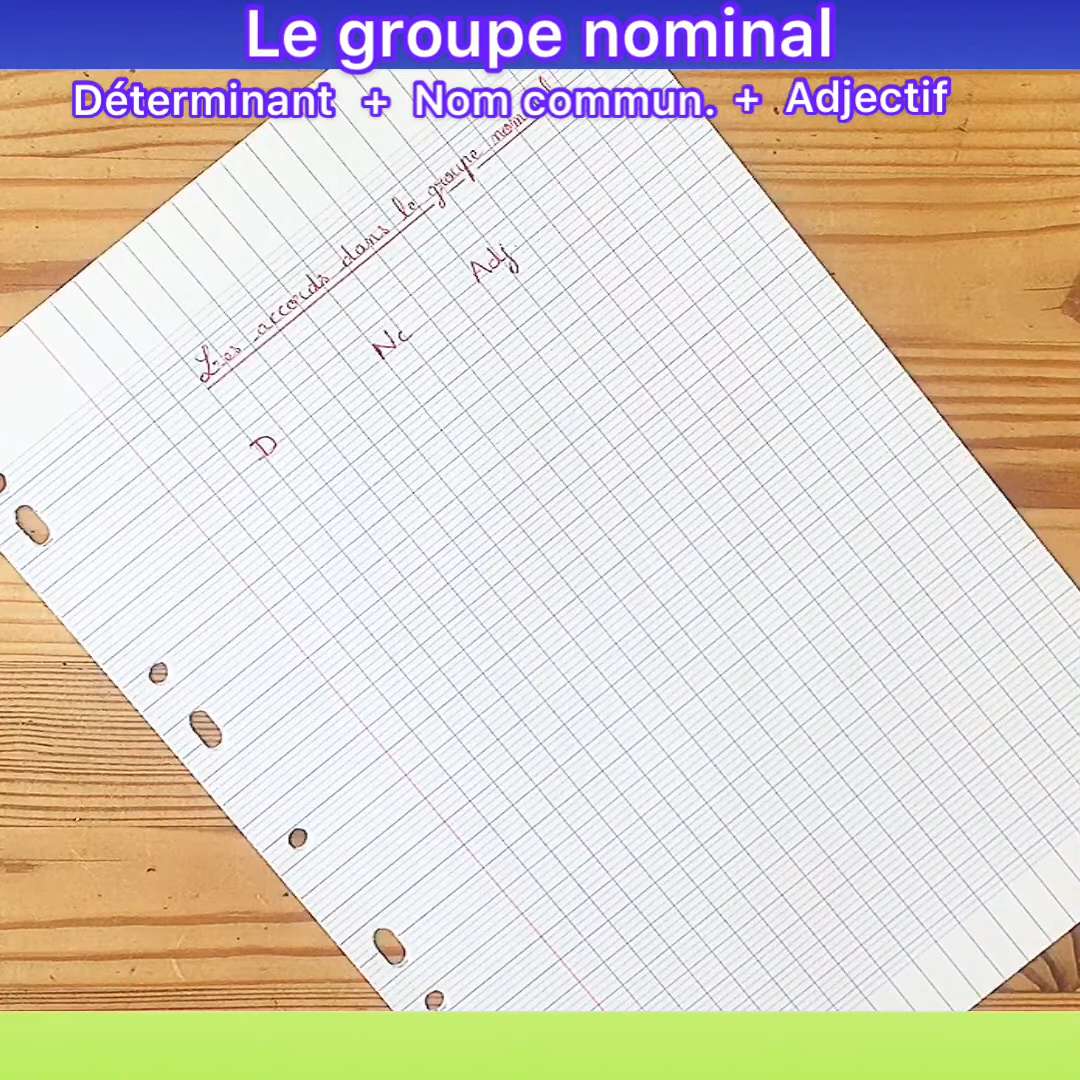 Le groupe nominal
Déterminant + Nom commun. + Adjectif
Les accords dans le groupe nominal
D Nc Adj.